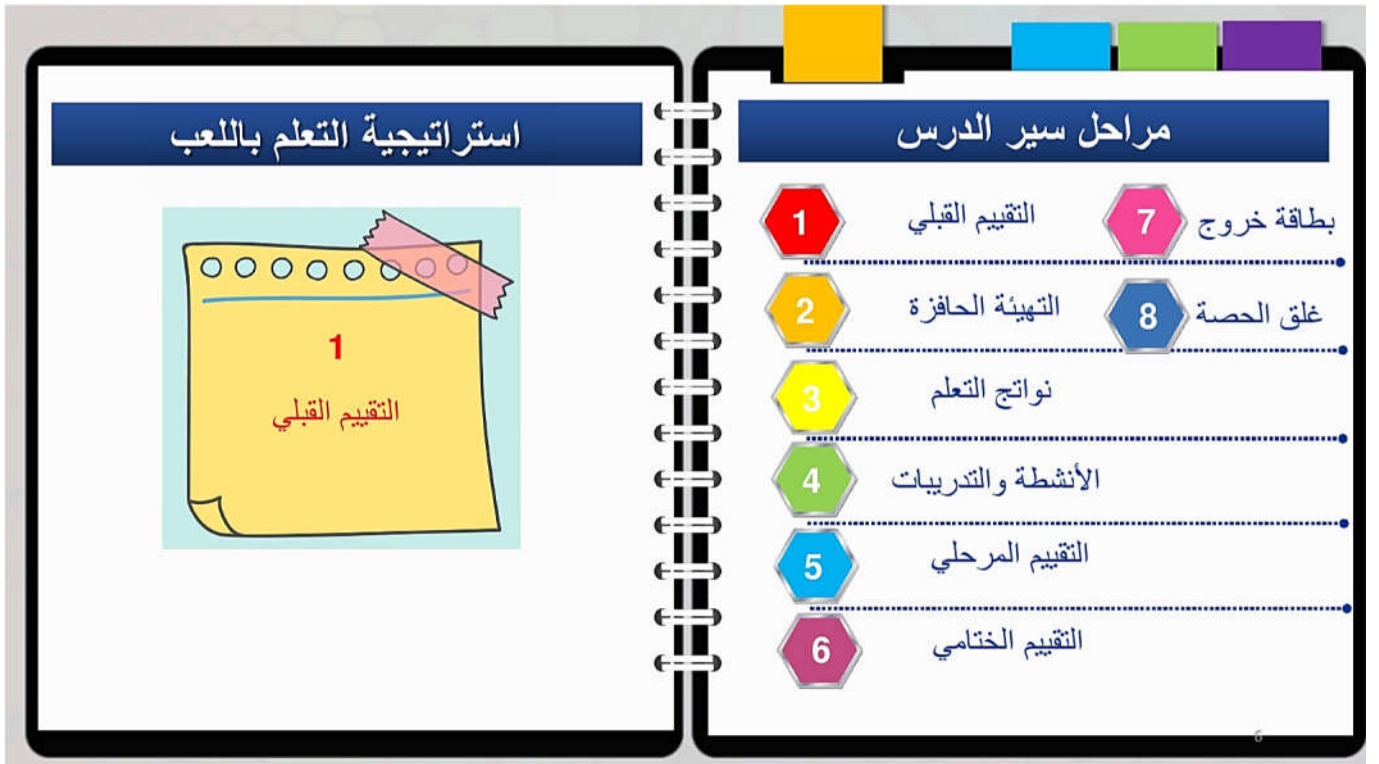 مراحل سير الدرس
1 التقييم القبلي
2 التهيئة الحافزة
3 نواتج التعلم
4 الأنشطة والتدريبات
5 التقييم المرحلي
6 التقييم الختامي
7 بطاقة خروج
8 غلق الحصة
6
استراتيجية التعلم باللعب
1
التقييم القبلي